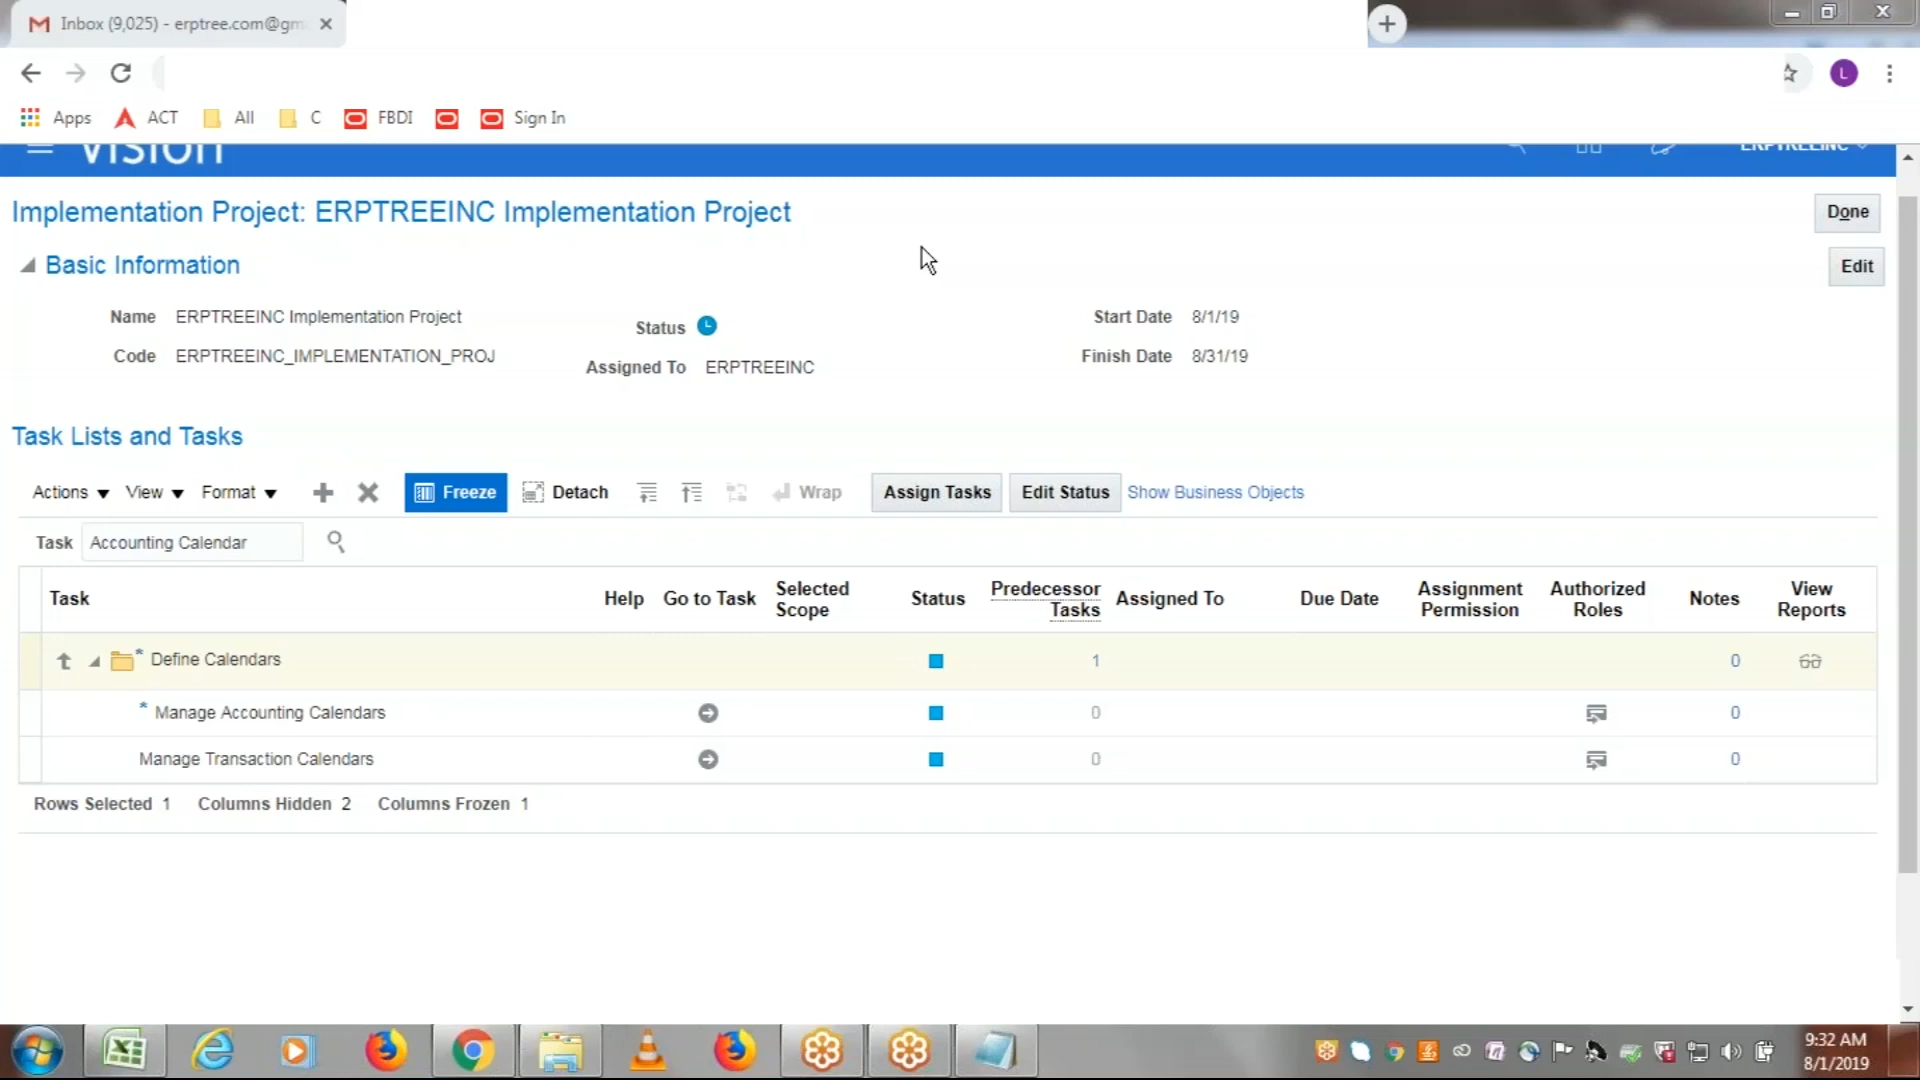 Inbox (9,025) - erptree.com@gm
L
Apps ACT All C FBDI Sign In
Vision ERPTREEINC
Implementation Project: ERPTREEINC Implementation Project
Done
Basic Information
Edit
Name ERPTREEINC Implementation Project
Status
Start Date 8/1/19
Code ERPTREEINC_IMPLEMENTATION_PROJ
Assigned To ERPTREEINC
Finish Date 8/31/19
Task Lists and Tasks
Actions View Format Freeze Detach Wrap Assign Tasks Edit Status Show Business Objects
Task Accounting Calendar
Task Help Go to Task Selected Scope Status Predecessor Tasks Assigned To Due Date Assignment Permission Authorized Roles Notes View Reports
* Define Calendars 1 0
* Manage Accounting Calendars 0 0
Manage Transaction Calendars 0 0
Rows Selected 1 Columns Hidden 2 Columns Frozen 1
9:32 AM
8/1/2019